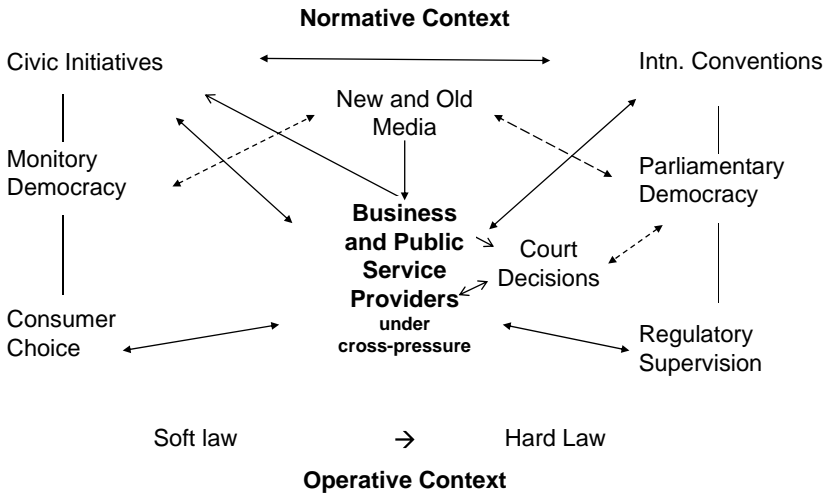 Normative Context
Civic Initiatives
Intn. Conventions
New and Old
Media
Monitory
Democracy
Parliamentary
Democracy
Business
and Public
Service
Providers
under
cross-pressure
Court
Decisions
Consumer
Choice
Regulatory
Supervision
Soft law → Hard Law
Operative Context